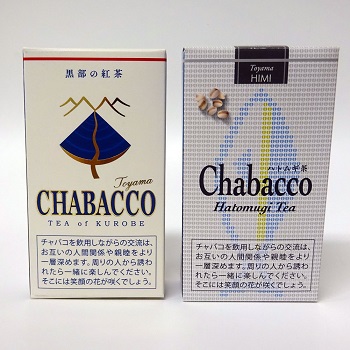 黒部の紅茶
Toyama
CHABACCO
TEA of KUROBE
チャバコを飲用しながらの交流は、
お互いの人間関係や親睦をより
一層深めます。周りの人から誘わ
れたら一緒に楽しんでください。
そこには笑顔の花が咲くでしょう。
Toyama
HIMI
ハトムギ茶
Chabacco
Hatomugi Tea
チャバコを飲用しながらの交流は、
お互いの人間関係や親睦をより
一層深めます。周りの人から誘わ
れたら一緒に楽しんでください。
そこには笑顔の花が咲くでしょう。